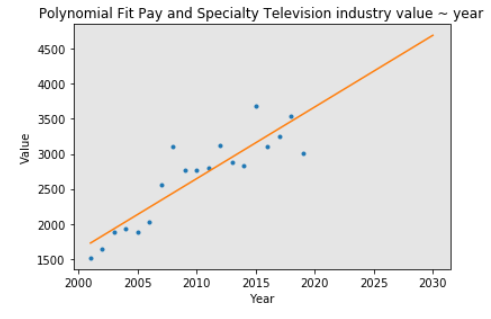 Polynomial Fit Pay and Specialty Television industry value ~ year
4500
4000
3500
3000
2500
2000
1500
Value
2000 2005 2010 2015 2020 2025 2030
Year